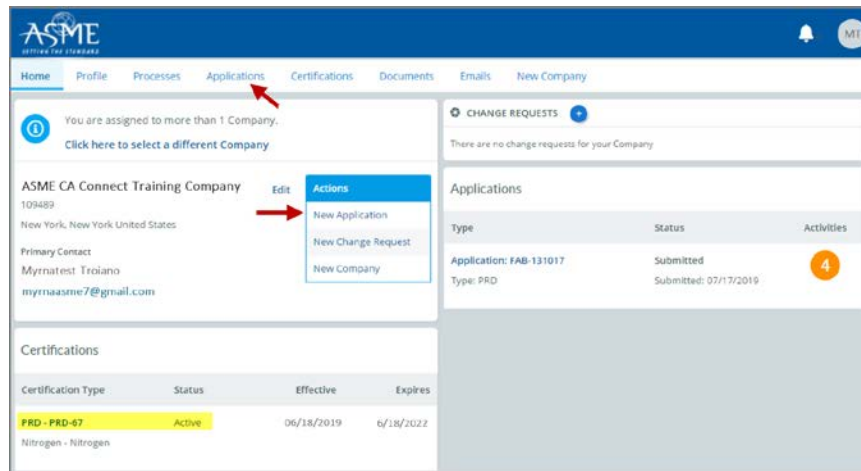 ASME
SETTING THE STANDARD
MT
Home Profile Processes Applications Certifications Documents Emails New Company
You are assigned to more than 1 Company.
Click here to select a different Company
ASME CA Connect Training Company Edit
109489
New York, New York United States
Primary Contact
Myrnatest Troiano
myrnaasme7@gmail.com
Actions
New Application
New Change Request
New Company
Certifications
Certification Type Status Effective Expires
PRD - PRD-67 Active 06/18/2019 6/18/2022
Nitrogen - Nitrogen
CHANGE REQUESTS +
There are no change requests for your Company
Applications
Type Status Activities
Application: FAB-131017 Submitted 4
Type: PRD Submitted: 07/17/2019